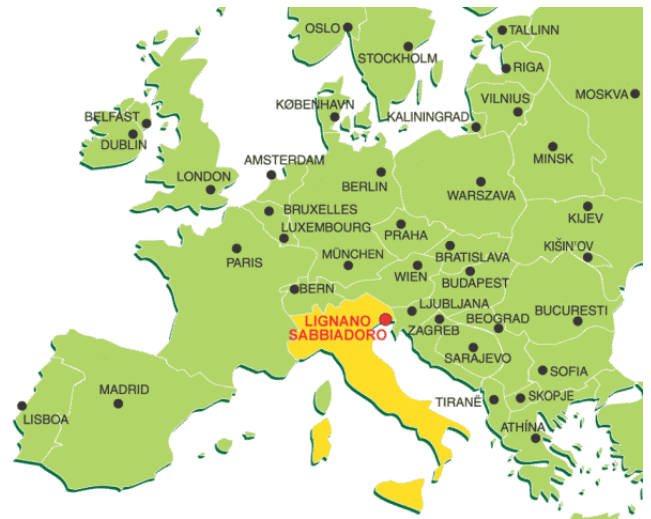 OSLO
TALLINN
STOCKHOLM
RIGA
MOSKVA
VILNIUS
KØBENHAVN
KALININGRAD
BELFAST
DUBLIN
MINSK
AMSTERDAM
LONDON
BERLIN
WARSZAVA
BRUXELLES
KIJEV
LUXEMBOURG
PRAHA
KIŠIN'OV
PARIS
MÜNCHEN
BRATISLAVA
WIEN
BUDAPEST
BERN
LJUBLJANA
BUCURESTI
LIGNANO
SABBIADORO
BEOGRAD
ZAGREB
SARAJEVO
SOFIA
MADRID
TIRANË
SKOPJE
LISBOA
ATHÍNA